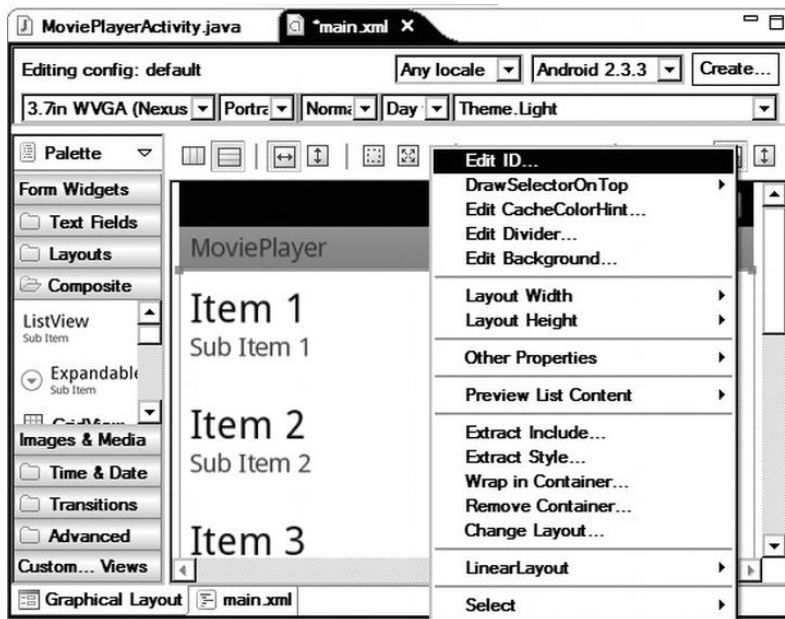 MoviePlayerActivity.java
*main.xml
Editing config: default
Any locale
Android 2.3.3
Create...
3.7in WVGA (Nexus
Portra
Norma
Day
Theme.Light
Palette
Form Widgets
Text Fields
Layouts
Composite
ListView
Sub Item
Expandable
Sub Item
Images & Media
Time & Date
Transitions
Advanced
Custom... Views
MoviePlayer
Item 1
Sub Item 1
Item 2
Sub Item 2
Item 3
Edit ID...
DrawSelectorOnTop
Edit CacheColorHint...
Edit Divider...
Edit Background...
Layout Width
Layout Height
Other Properties
Preview List Content
Extract Include...
Extract Style...
Wrap in Container...
Remove Container...
Change Layout...
LinearLayout
Select
Graphical Layout
main.xml